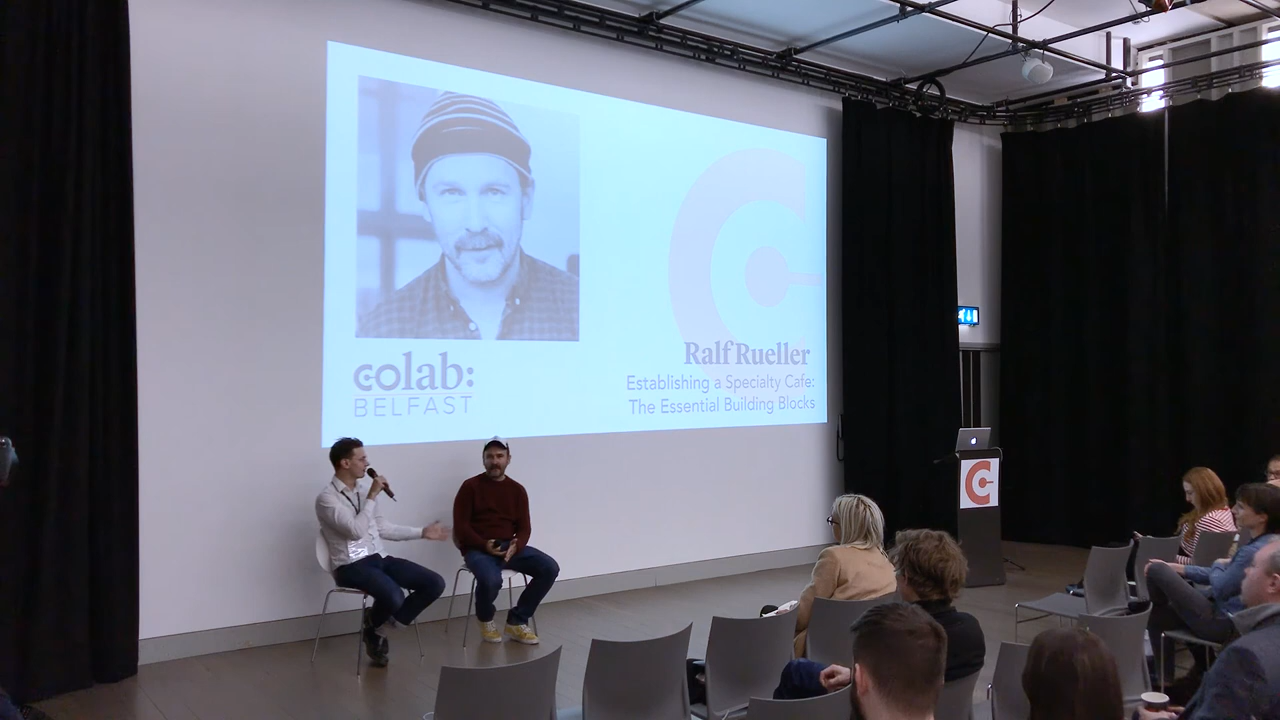 colab:
BELFAST
Ralf Rueller
Establishing a Specialty Cafe:
The Essential Building Blocks